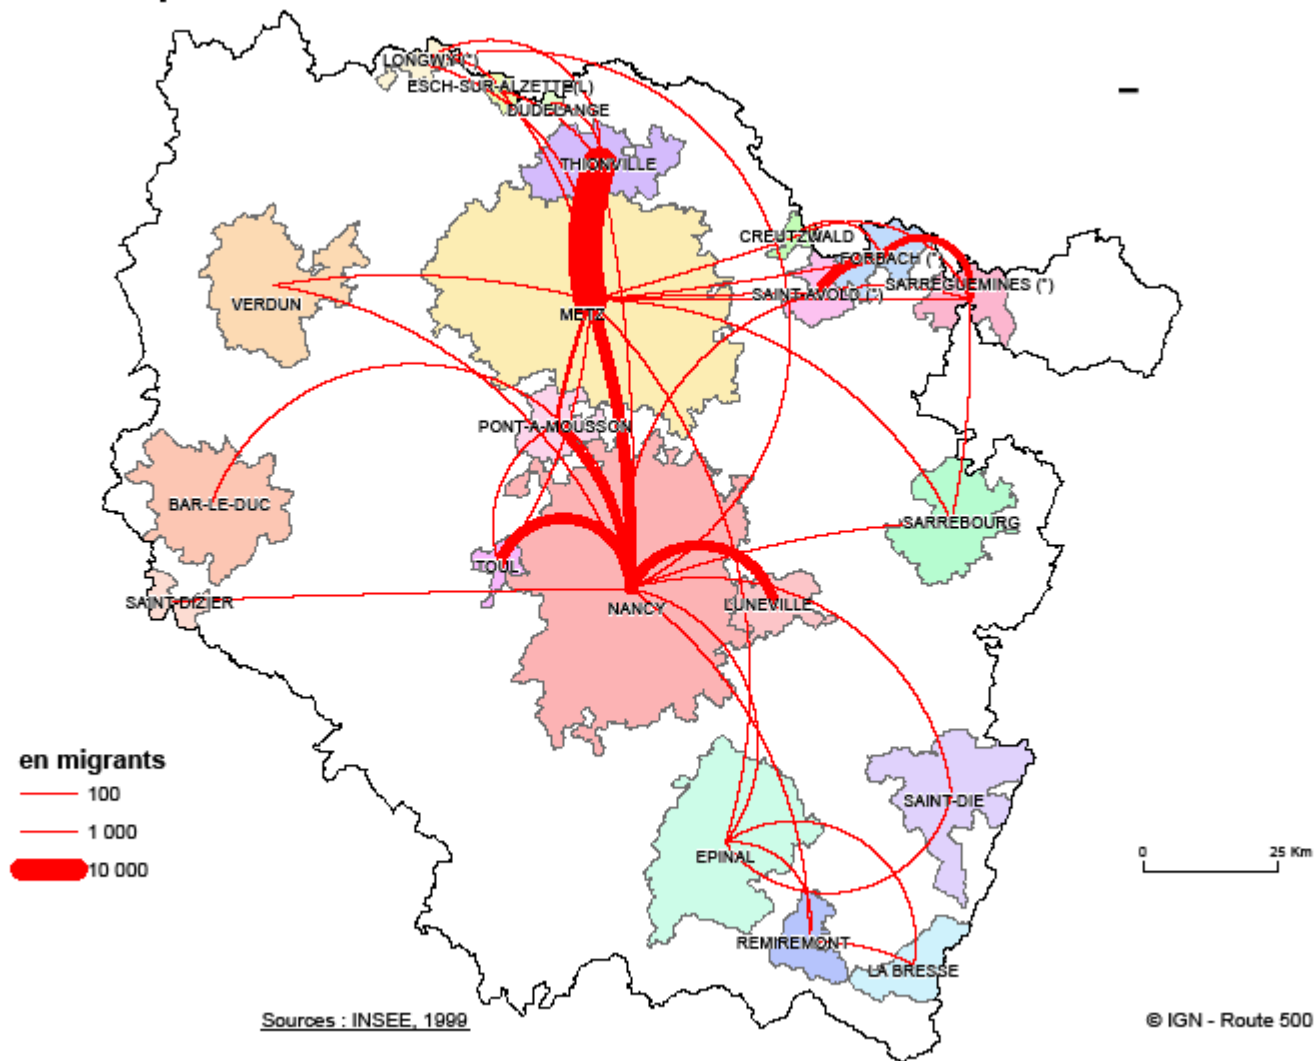 LONGWY (*)
ESCH-SUR-ALZETTE(L)
DUDELANGE
THIONVILLE
CREUTZWALD
FORBACH (*)
SARREGUEMINES (*)
SAINT-AVOLD (*)
VERDUN
METZ
PONT-A-MOUSSON
BAR-LE-DUC
SARREBOURG
TOUL
SAINT-DIZIER
NANCY
LUNEVILLE
en migrants
100
1 000
10 000
SAINT-DIE
EPINAL
0 25 Km
REMIREMONT
LA BRESSE
Sources : INSEE, 1999
© IGN - Route 500